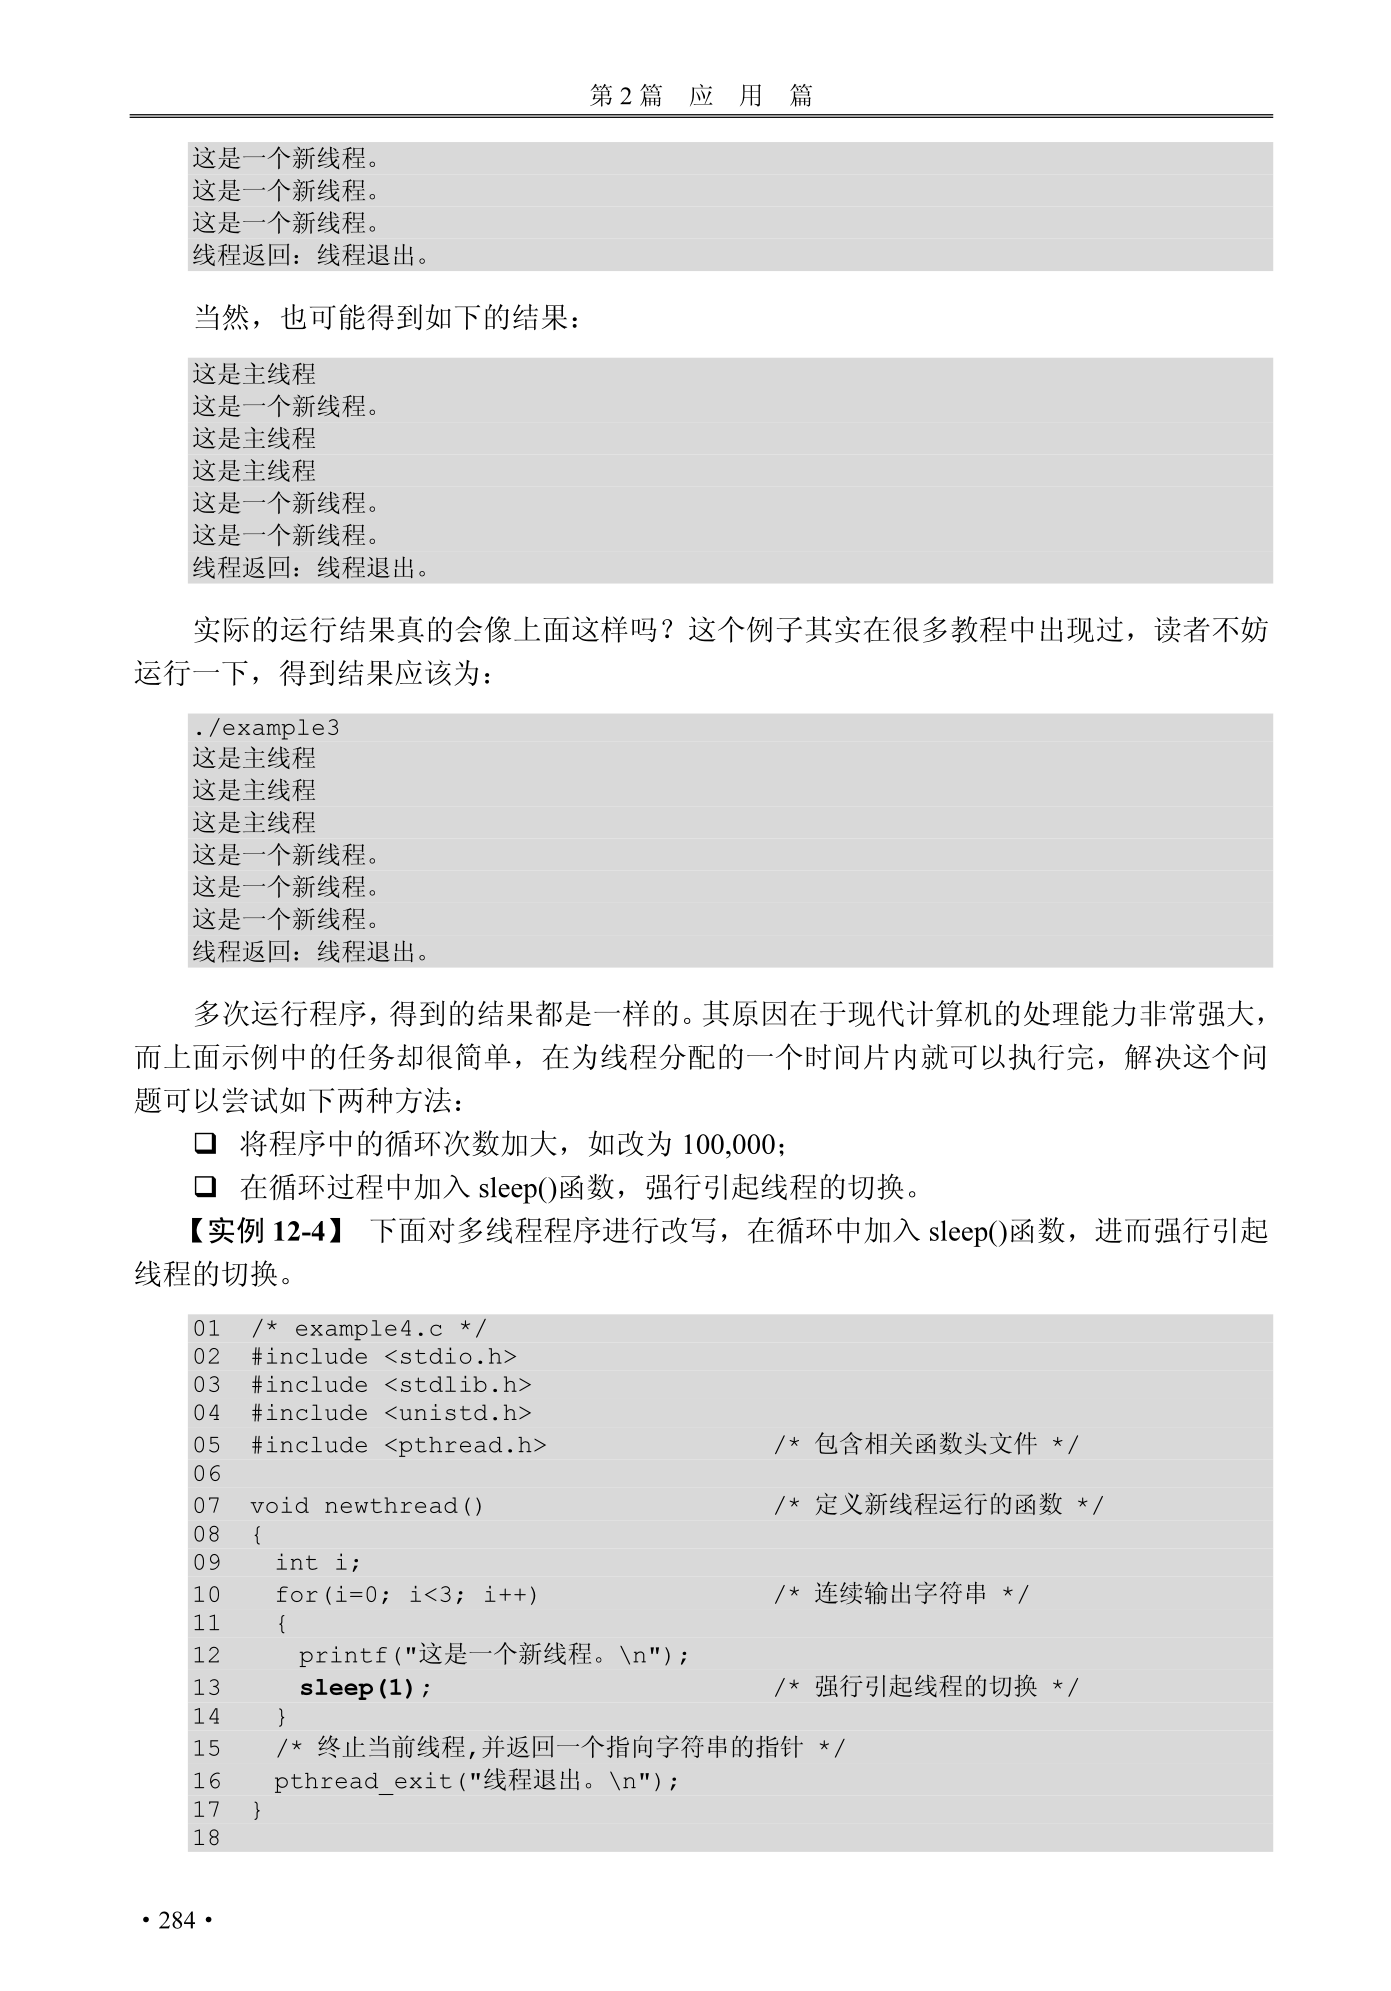 第 2 篇　应　用　篇
这是一个新线程。
这是一个新线程。
这是一个新线程。
线程返回：线程退出。
当然，也可能得到如下的结果：
这是主线程
这是一个新线程。
这是主线程
这是主线程
这是一个新线程。
这是一个新线程。
线程返回：线程退出。
实际的运行结果真的会像上面这样吗？这个例子其实在很多教程中出现过，读者不妨
运行一下，得到结果应该为：
./example3
这是主线程
这是主线程
这是主线程
这是一个新线程。
这是一个新线程。
这是一个新线程。
线程返回：线程退出。
多次运行程序，得到的结果都是一样的。其原因在于现代计算机的处理能力非常强大，
而上面示例中的任务却很简单，在为线程分配的一个时间片内就可以执行完，解决这个问
题可以尝试如下两种方法：
❑ 将程序中的循环次数加大，如改为 100,000；
❑ 在循环过程中加入 sleep()函数，强行引起线程的切换。
【实例 12-4】 下面对多线程程序进行改写，在循环中加入 sleep()函数，进而强行引起
线程的切换。
01 /* example4.c */
02 #include <stdio.h>
03 #include <stdlib.h>
04 #include <unistd.h>
05 #include <pthread.h> /* 包含相关函数头文件 */
06
07 void newthread() /* 定义新线程运行的函数 */
08 {
09 int i;
10 for(i=0; i<3; i++) /* 连续输出字符串 */
11 {
12 printf("这是一个新线程。\n");
13 sleep(1); /* 强行引起线程的切换 */
14 }
15 /* 终止当前线程,并返回一个指向字符串的指针 */
16 pthread_exit("线程退出。\n");
17 }
18
• 284 •